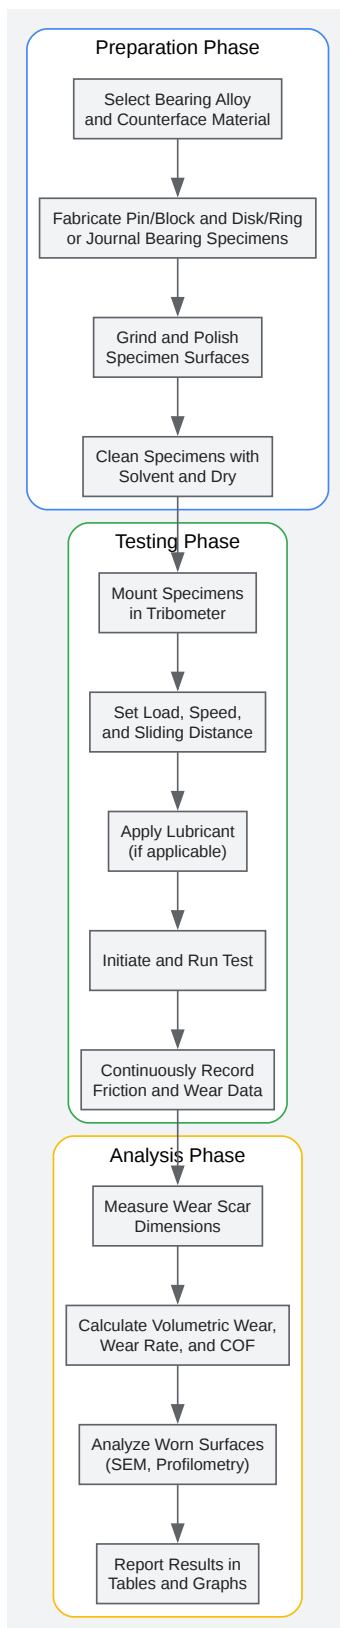 Preparation Phase
Select Bearing Alloy
and Counterface Material
Fabricate Pin/Block and Disk/Ring
or Journal Bearing Specimens
Grind and Polish
Specimen Surfaces
Clean Specimens with
Solvent and Dry
Testing Phase
Mount Specimens
in Tribometer
Set Load, Speed,
and Sliding Distance
Apply Lubricant
(if applicable)
Initiate and Run Test
Continuously Record
Friction and Wear Data
Analysis Phase
Measure Wear Scar
Dimensions
Calculate Volumetric Wear,
Wear Rate, and COF
Analyze Worn Surfaces
(SEM, Profilometry)
Report Results in
Tables and Graphs